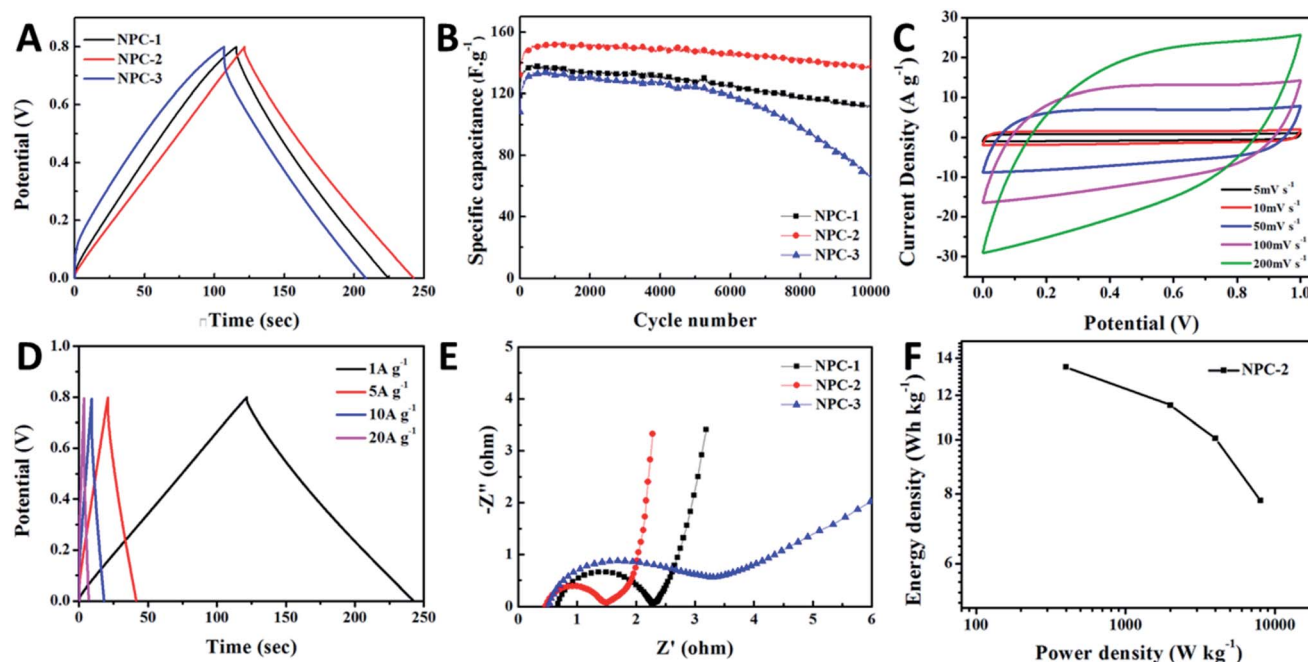 A
NPC-1
NPC-2
NPC-3
Potential (V)
0.8
0.6
0.4
0.2
0.0
0 50 100 150 200 250
Time (sec)
B
Specific capacitance (F.g⁻¹)
160
120
80
40
0
NPC-1
NPC-2
NPC-3
0 2000 4000 6000 8000 10000
Cycle number
C
Current Density (A g⁻¹)
30
20
10
0
-10
-20
-30
5mV s⁻¹
10mV s⁻¹
50mV s⁻¹
100mV s⁻¹
200mV s⁻¹
0.0 0.2 0.4 0.6 0.8 1.0
Potential (V)
D
Potential (V)
1.0
0.8
0.6
0.4
0.2
0.0
1A g⁻¹
5A g⁻¹
10A g⁻¹
20A g⁻¹
0 50 100 150 200 250
Time (sec)
E
-Z" (ohm)
5
4
3
2
1
0
NPC-1
NPC-2
NPC-3
0 1 2 3 4 5 6
Z' (ohm)
F
Energy density (Wh kg⁻¹)
14
12
10
8
6
NPC-2
100 1000 10000
Power density (W kg⁻¹)